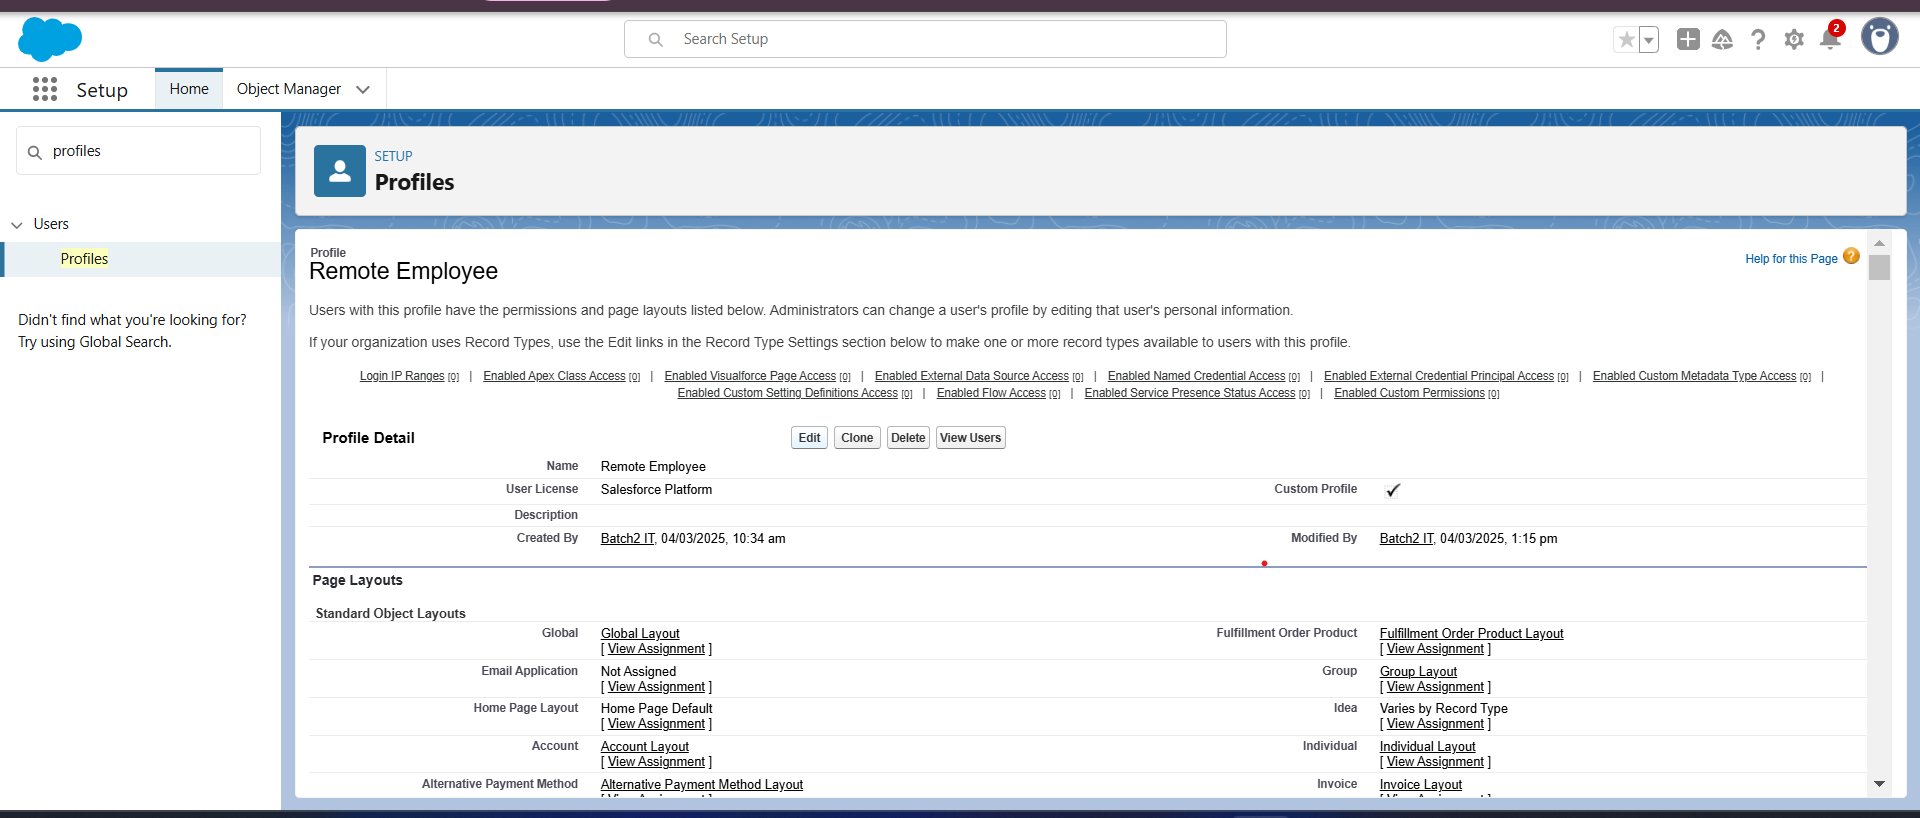 Search Setup
2
Setup
Home
Object Manager
profiles
Users
Profiles
Didn't find what you're looking for?
Try using Global Search.
SETUP
Profiles
Profile
Remote Employee
Help for this Page ?
Users with this profile have the permissions and page layouts listed below. Administrators can change a user's profile by editing that user's personal information.
If your organization uses Record Types, use the Edit links in the Record Type Settings section below to make one or more record types available to users with this profile.
Login IP Ranges [0] | Enabled Apex Class Access [0] | Enabled Visualforce Page Access [0] | Enabled External Data Source Access [0] | Enabled Named Credential Access [0] | Enabled External Credential Principal Access [0] | Enabled Custom Metadata Type Access [0] |
Enabled Custom Setting Definitions Access [0] | Enabled Flow Access [0] | Enabled Service Presence Status Access [0] | Enabled Custom Permissions [0]
Profile Detail
Edit Clone Delete View Users
Name Remote Employee
User License Salesforce Platform Custom Profile
Description
Created By Batch2 IT, 04/03/2025, 10:34 am Modified By Batch2 IT, 04/03/2025, 1:15 pm
Page Layouts
Standard Object Layouts
Global Global Layout Fulfillment Order Product Fulfillment Order Product Layout
[ View Assignment ] [ View Assignment ]
Email Application Not Assigned Group Group Layout
[ View Assignment ] [ View Assignment ]
Home Page Layout Home Page Default Idea Varies by Record Type
[ View Assignment ] [ View Assignment ]
Account Account Layout Individual Individual Layout
[ View Assignment ] [ View Assignment ]
Alternative Payment Method Alternative Payment Method Layout Invoice Invoice Layout